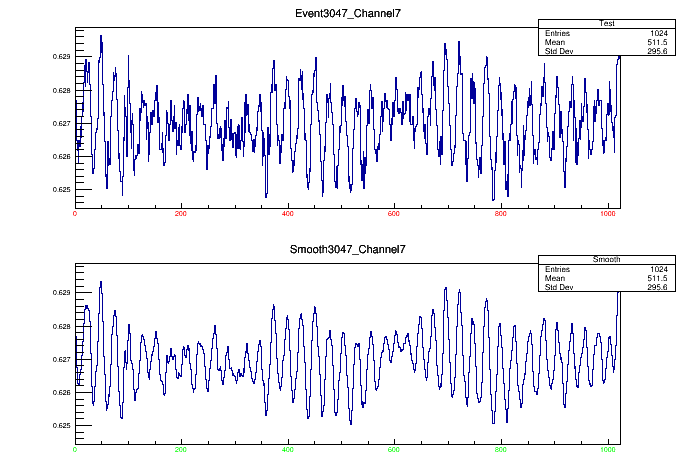 Event3047_Channel7
Test
Entries 1024
Mean 511.5
Std Dev 295.6
0.629
0.628
0.627
0.626
0.625
0 200 400 600 800 1000
Smooth3047_Channel7
Smooth
Entries 1024
Mean 511.5
Std Dev 295.6
0.629
0.628
0.627
0.626
0.625
0 200 400 600 800 1000